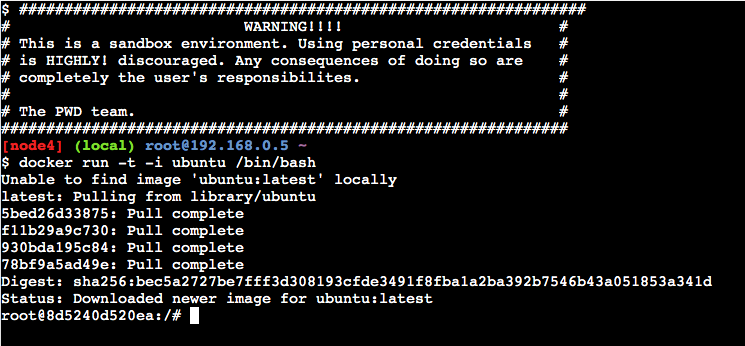 $ ###############################################################
#                          WARNING!!!!                        #
# This is a sandbox environment. Using personal credentials   #
# is HIGHLY! discouraged. Any consequences of doing so are    #
# completely the user's responsibilites.                      #
#                                                             #
# The PWD team.                                               #
###############################################################
[node4] (local) root@192.168.0.5 ~
$ docker run -t -i ubuntu /bin/bash
Unable to find image 'ubuntu:latest' locally
latest: Pulling from library/ubuntu
5bed26d33875: Pull complete
f11b29a9c730: Pull complete
930bda195c84: Pull complete
78bf9a5ad49e: Pull complete
Digest: sha256:bec5a2727be7fff3d308193cfde3491f8fba1a2ba392b7546b43a051853a341d
Status: Downloaded newer image for ubuntu:latest
root@8d5240d520ea:/#